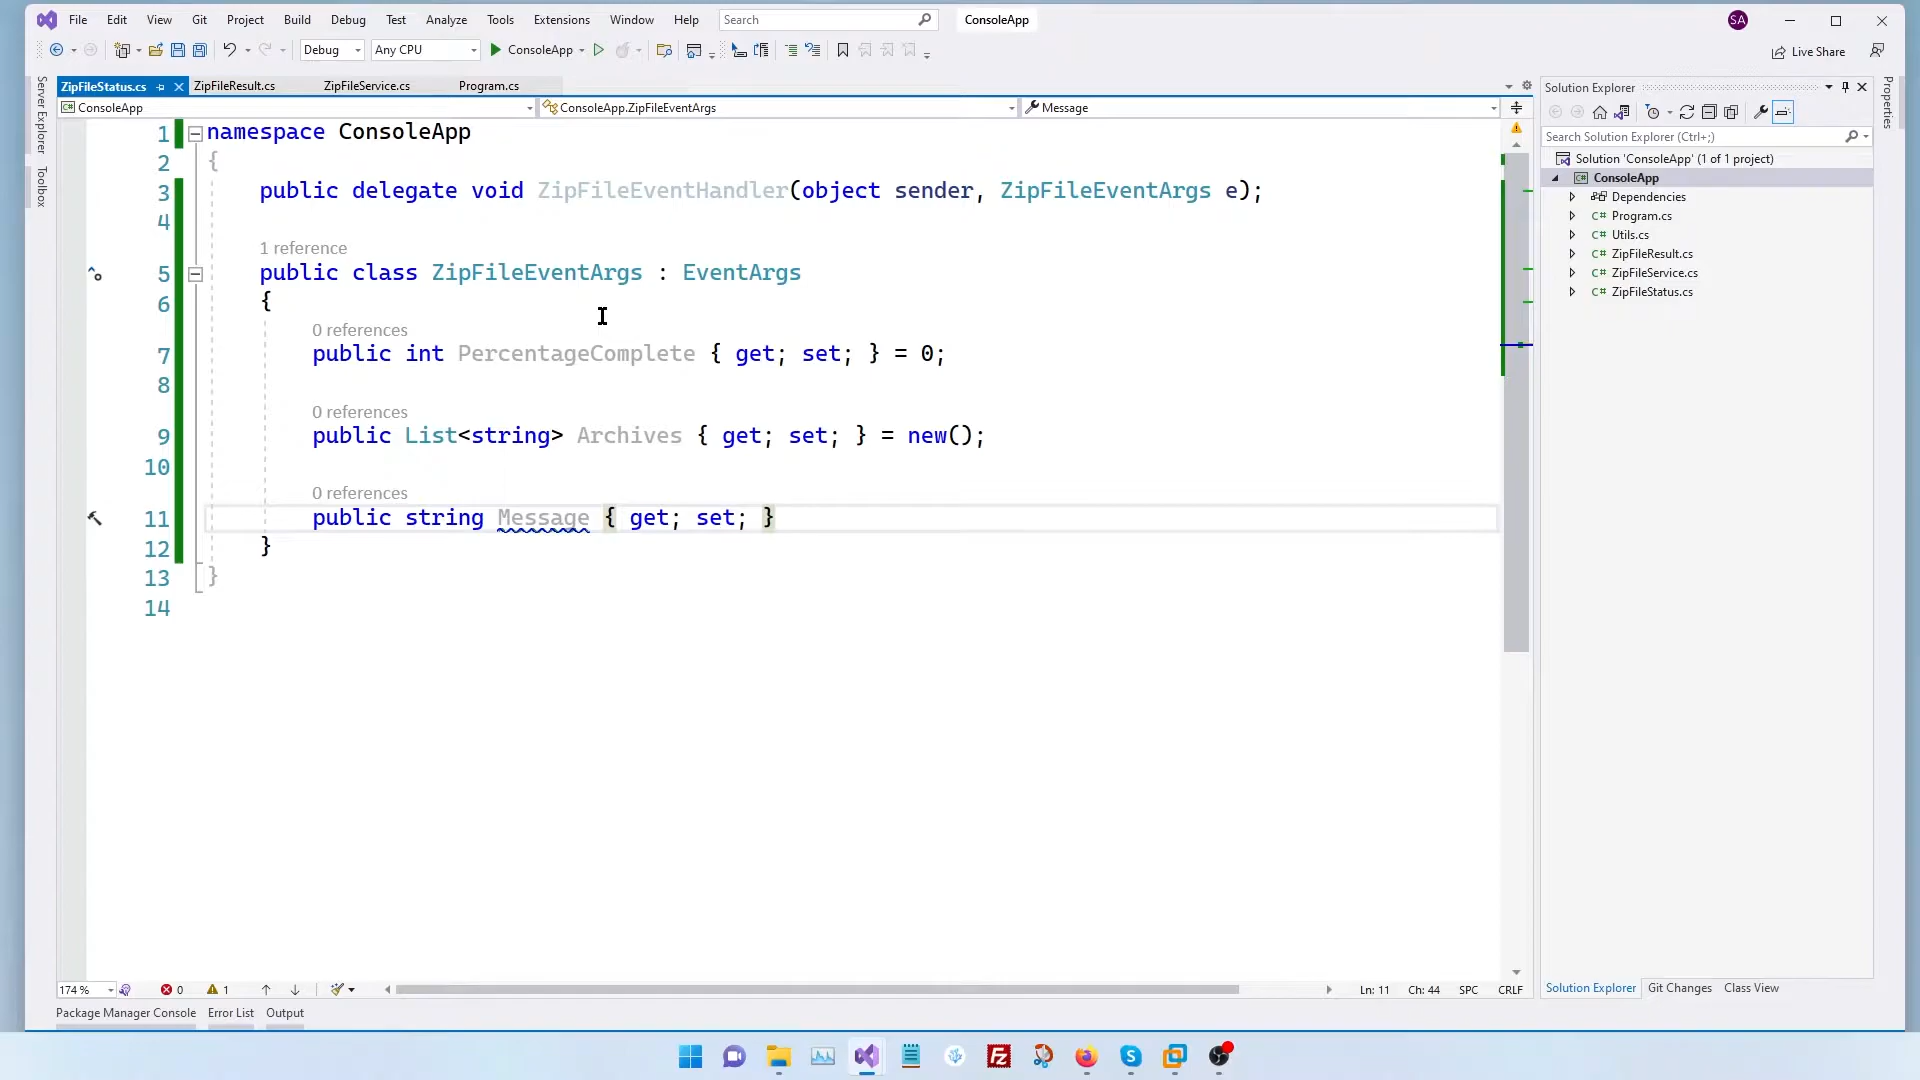 File Edit View Git Project Build Debug Test Analyze Tools Extensions Window Help Search ConsoleApp SA
Debug Any CPU ConsoleApp Live Share
ZipFileStatus.cs ZipFileResult.cs ZipFileService.cs Program.cs
ConsoleApp ConsoleApp.ZipFileEventArgs Message
Server Explorer
Toolbox
1 namespace ConsoleApp
2 {
3 public delegate void ZipFileEventHandler(object sender, ZipFileEventArgs e);
4
1 reference
5 public class ZipFileEventArgs : EventArgs
6 {
0 references
7 public int PercentageComplete { get; set; } = 0;
8
0 references
9 public List<string> Archives { get; set; } = new();
10
0 references
11 public string Message { get; set; }
12 }
13 }
14
174 % 0 1 Ln: 11 Ch: 44 SPC CRLF
Package Manager Console Error List Output
Solution Explorer
Search Solution Explorer (Ctrl+;)
Solution 'ConsoleApp' (1 of 1 project)
C# ConsoleApp
Dependencies
C# Program.cs
C# Utils.cs
C# ZipFileResult.cs
C# ZipFileService.cs
C# ZipFileStatus.cs
Solution Explorer Git Changes Class View
Properties